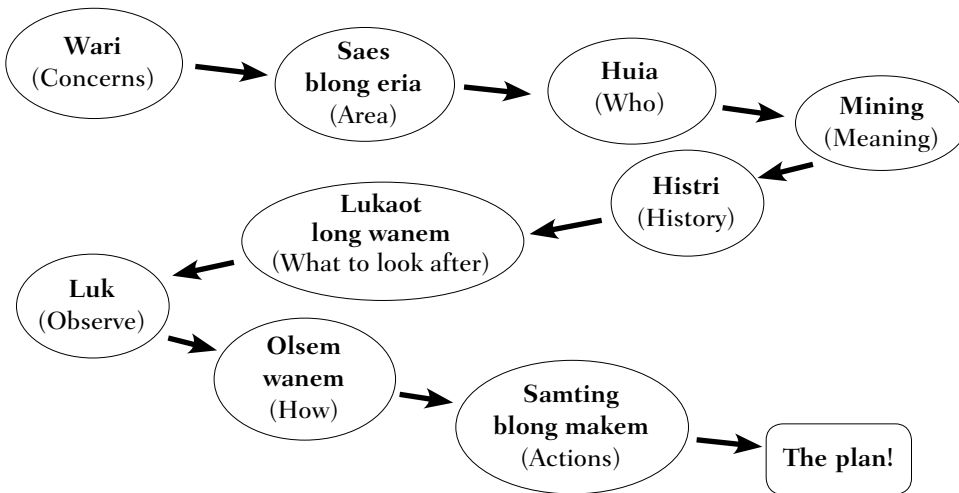 Wari
(Concerns)
Saes
blong eria
(Area)
Huia
(Who)
Mining
(Meaning)
Histri
(History)
Lukaot
long wanem
(What to look after)
Luk
(Observe)
Olsem
wanem
(How)
Samting
blong makem
(Actions)
The plan!